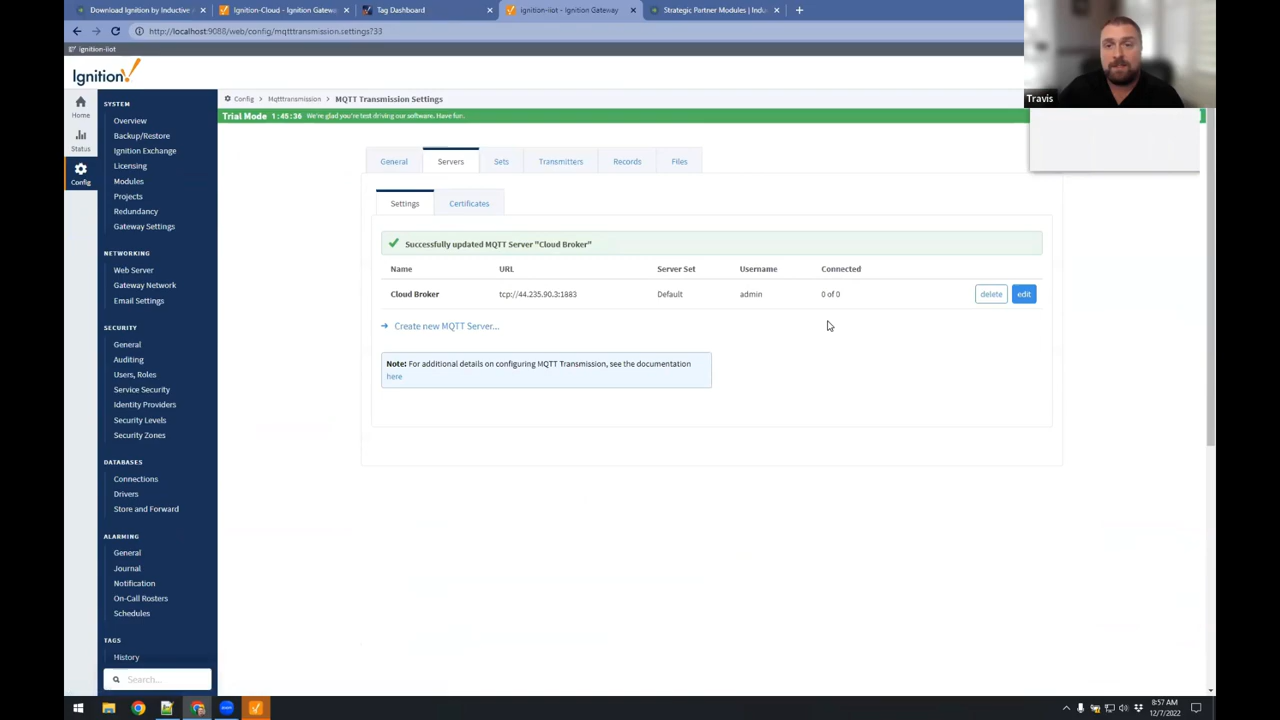 Download Ignition by Inductive
Ignition-Cloud - Ignition Gatew
Tag Dashboard
ignition-iiot - Ignition Gateway
Strategic Partner Modules | Indu
http://localhost:9088/web/config/mqtttransmission.settings?33
ignition-iiot
Travis
Ignition!
Home
Status
Config
SYSTEM
Overview
Backup/Restore
Ignition Exchange
Licensing
Modules
Projects
Redundancy
Gateway Settings
NETWORKING
Web Server
Gateway Network
Email Settings
SECURITY
General
Auditing
Users, Roles
Service Security
Identity Providers
Security Levels
Security Zones
DATABASES
Connections
Drivers
Store and Forward
ALARMING
General
Journal
Notification
On-Call Rosters
Schedules
TAGS
History
Search...
Config > Mqtttransmission > MQTT Transmission Settings
Trial Mode 1:45:36 We're glad you're test driving our software. Have fun.
General Servers Sets Transmitters Records Files
Settings Certificates
Successfully updated MQTT Server "Cloud Broker"
Name URL Server Set Username Connected
Cloud Broker tcp://44.235.90.3:1883 Default admin 0 of 0 delete edit
→ Create new MQTT Server...
Note: For additional details on configuring MQTT Transmission, see the documentation
here
zoom
8:57 AM
12/7/2022